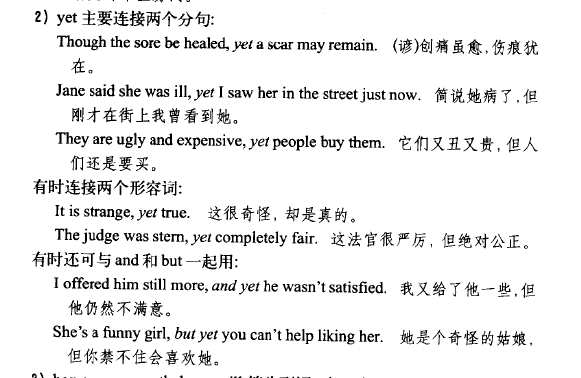 2) yet 主要连接两个分句:
Though the sore be healed, yet a scar may remain. (谚)创痛虽愈,伤痕犹
在。
Jane said she was ill, yet I saw her in the street just now. 简说她病了,但
刚才在街上我曾看到她。
They are ugly and expensive, yet people buy them. 它们又丑又贵,但人
们还是要买。
有时连接两个形容词:
It is strange, yet true. 这很奇怪,却是真的。
The judge was stern, yet completely fair. 这法官很严厉,但绝对公正。
有时还可与 and 和 but 一起用:
I offered him still more, and yet he wasn't satisfied. 我又给了他一些,但
他仍然不满意。
She's a funny girl, but yet you can't help liking her. 她是个奇怪的姑娘,
但你禁不住会喜欢她。